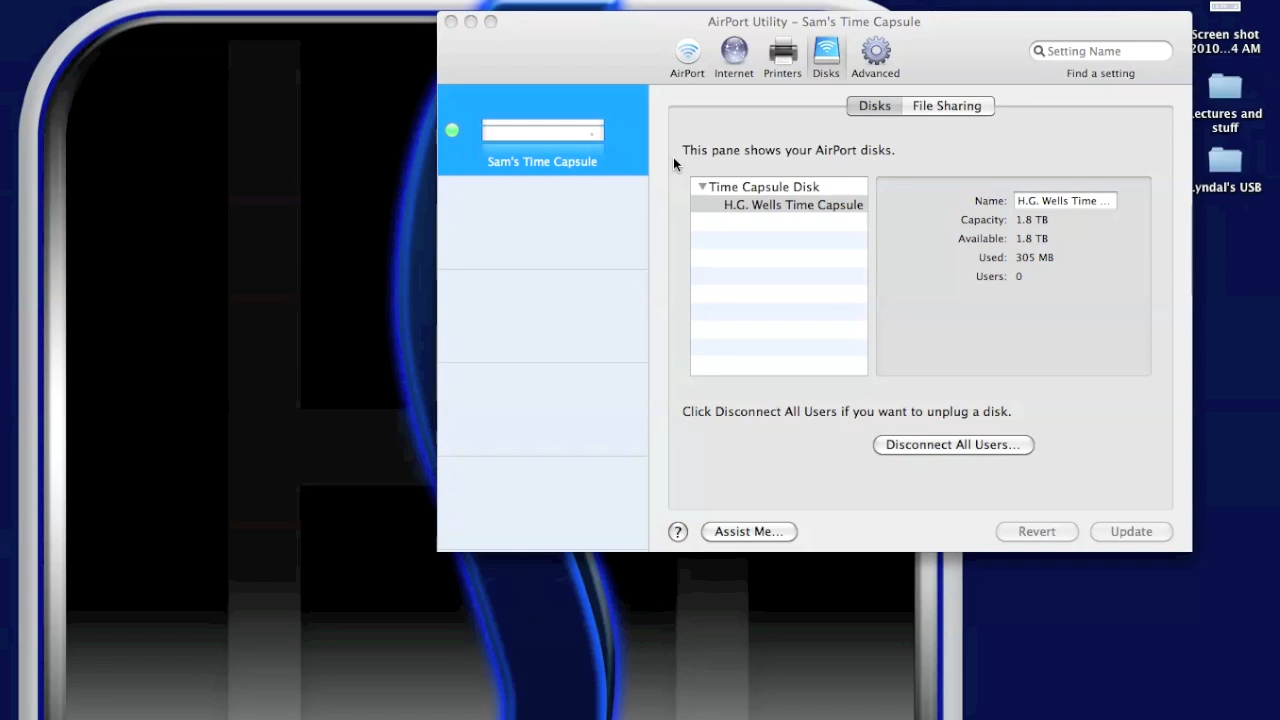 AirPort Utility – Sam's Time Capsule
AirPort
Internet
Printers
Disks
Advanced
Setting Name
Find a setting
Screen shot
2010...4 AM
Lectures and
stuff
Lyndal's USB
Sam's Time Capsule
Disks
File Sharing
This pane shows your AirPort disks.
Time Capsule Disk
H.G. Wells Time Capsule
Name: H.G. Wells Time ...
Capacity: 1.8 TB
Available: 1.8 TB
Used: 305 MB
Users: 0
Click Disconnect All Users if you want to unplug a disk.
Disconnect All Users...
?
Assist Me...
Revert
Update